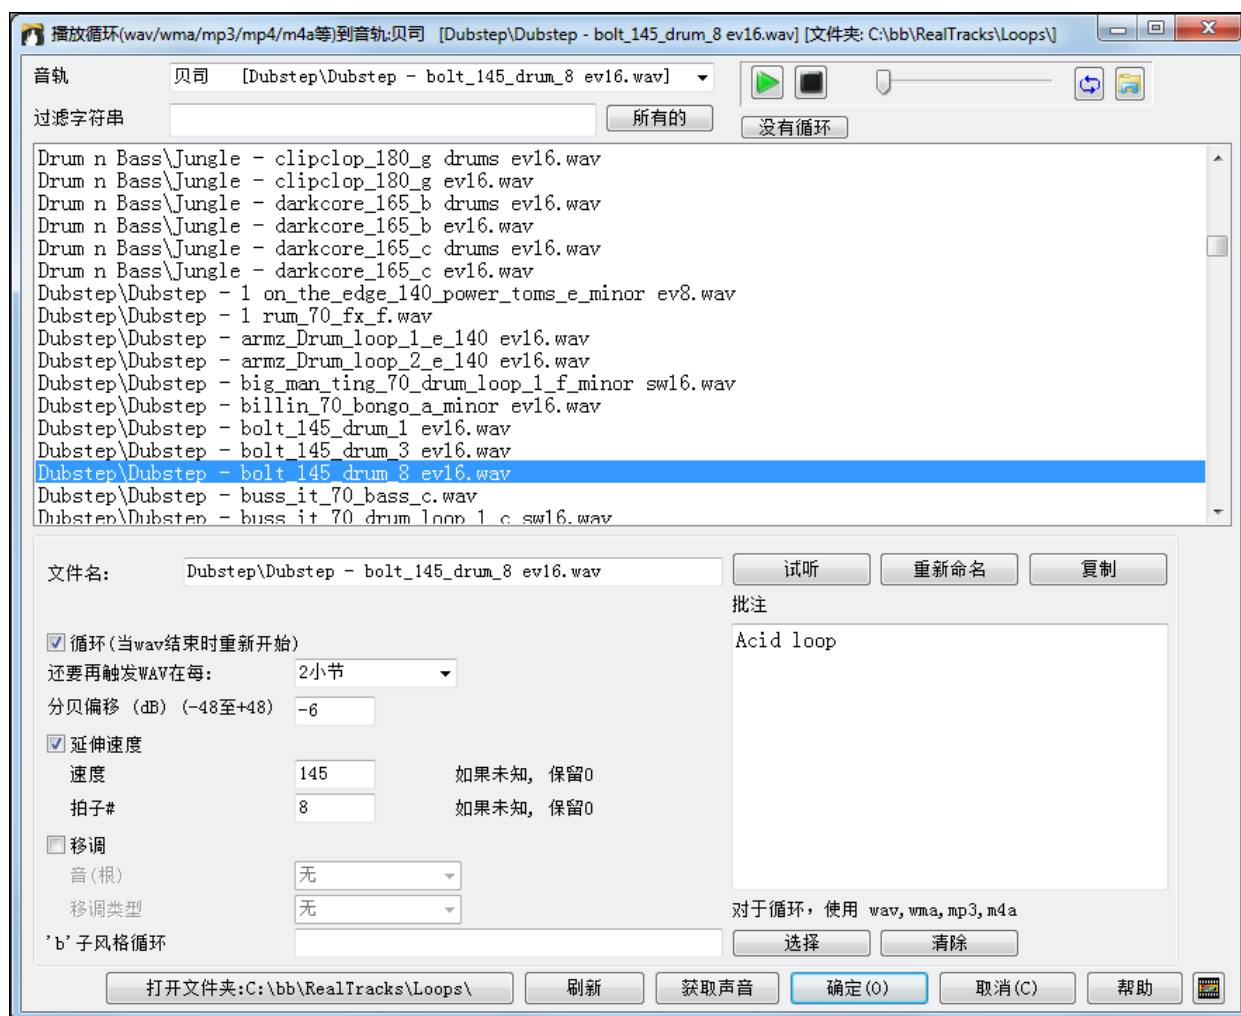 播放循环(wav/wma/mp3/mp4/m4a等)到音轨:贝司 [Dubstep\Dubstep - bolt_145_drum_8 ev16.wav] [文件夹: C:\bb\RealTracks\Loops\]
音轨 贝司 [Dubstep\Dubstep - bolt_145_drum_8 ev16.wav]
过滤字符串 所有的 没有循环
Drum n Bass\Jungle - clipclop_180_g drums ev16.wav
Drum n Bass\Jungle - clipclop_180_g ev16.wav
Drum n Bass\Jungle - darkcore_165_b drums ev16.wav
Drum n Bass\Jungle - darkcore_165_b ev16.wav
Drum n Bass\Jungle - darkcore_165_c drums ev16.wav
Drum n Bass\Jungle - darkcore_165_c ev16.wav
Dubstep\Dubstep - 1 on_the_edge_140_power_toms_e_minor ev8.wav
Dubstep\Dubstep - 1 rum_70_fx_f.wav
Dubstep\Dubstep - armz_Drum_loop_1_e_140 ev16.wav
Dubstep\Dubstep - armz_Drum_loop_2_e_140 ev16.wav
Dubstep\Dubstep - big_man_ting_70_drum_loop_1_f_minor sw16.wav
Dubstep\Dubstep - billin_70_bongo_a_minor ev16.wav
Dubstep\Dubstep - bolt_145_drum_1 ev16.wav
Dubstep\Dubstep - bolt_145_drum_3 ev16.wav
Dubstep\Dubstep - bolt_145_drum_8 ev16.wav
Dubstep\Dubstep - buss_it_70_bass_c.wav
Dubstep\Dubstep - buss_it_70_drum_loop_1_c_sw16.wav
文件名: Dubstep\Dubstep - bolt_145_drum_8 ev16.wav 试听 重新命名 复制
批注
Acid loop
循环(当wav结束时重新开始)
还要再触发WAV在每: 2小节
分贝偏移 (dB) (-48至+48) -6
延伸速度
速度 145 如果未知, 保留0
拍子# 8 如果未知, 保留0
移调
音(根) 无
移调类型 无
对于循环, 使用 wav,wma,mp3,m4a
'b'子风格循环 选择 清除
打开文件夹:C:\bb\RealTracks\Loops\ 刷新 获取声音 确定(O) 取消(C) 帮助